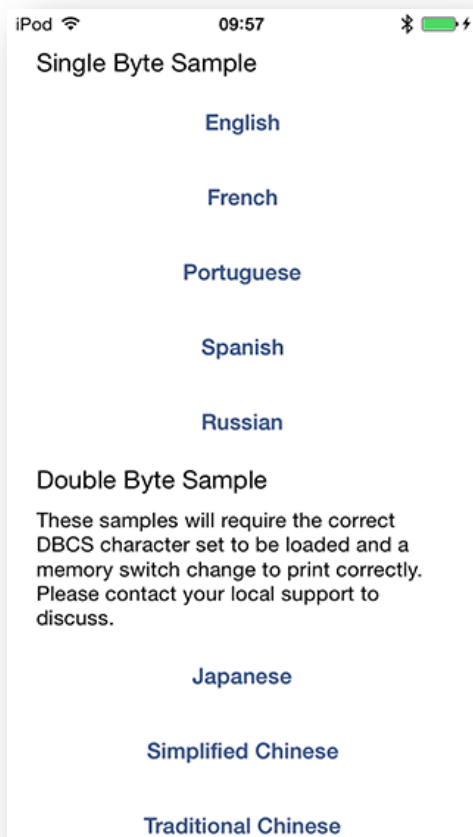 iPod 09:57
Single Byte Sample
English
French
Portuguese
Spanish
Russian
Double Byte Sample
These samples will require the correct
DBCS character set to be loaded and a
memory switch change to print correctly.
Please contact your local support to
discuss.
Japanese
Simplified Chinese
Traditional Chinese